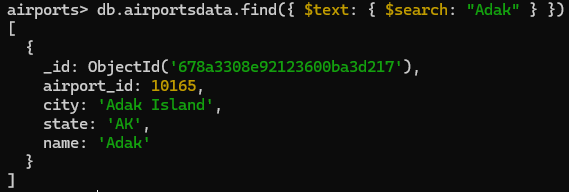 airports> db.airportsdata.find({ $text: { $search: "Adak" } })
[
  {
    _id: ObjectId('678a3308e92123600ba3d217'),
    airport_id: 10165,
    city: 'Adak Island',
    state: 'AK',
    name: 'Adak'
  }
]